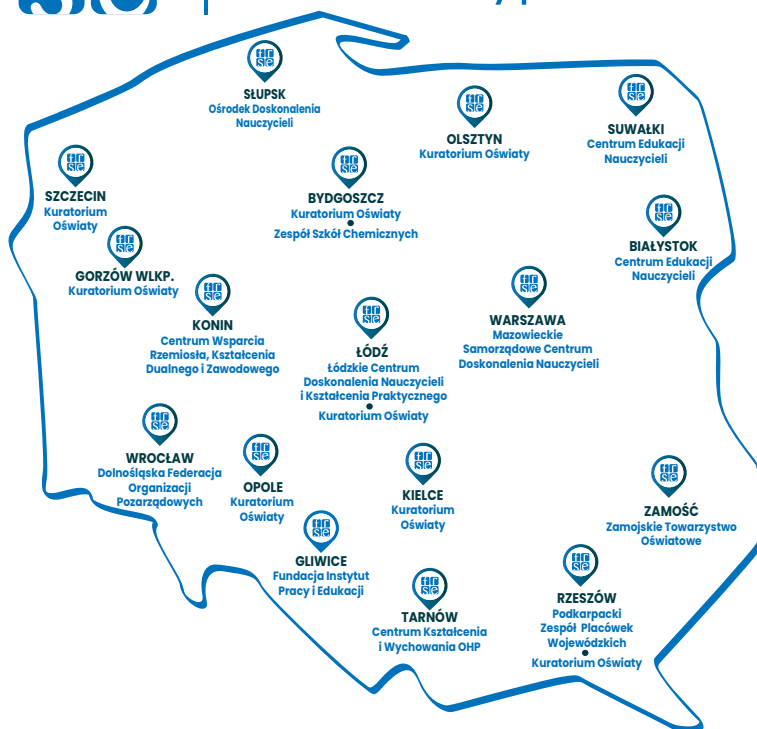 SŁUPSK
Ośrodek Doskonalenia
Nauczycieli
OLSZTYN
Kuratorium Oświaty
SUWAŁKI
Centrum Edukacji
Nauczycieli
SZCZECIN
Kuratorium
Oświaty
BYDGOSZCZ
Kuratorium Oświaty
Zespół Szkół Chemicznych
BIAŁYSTOK
Centrum Edukacji
Nauczycieli
GORZÓW WLKP.
Kuratorium Oświaty
KONIN
Centrum Wsparcia
Rzemiosła, Kształcenia
Dualnego i Zawodowego
ŁÓDŹ
Łódzkie Centrum
Doskonalenia Nauczycieli
i Kształcenia Praktycznego
Kuratorium Oświaty
WARSZAWA
Mazowieckie
Samorządowe Centrum
Doskonalenia Nauczycieli
WROCŁAW
Dolnośląska Federacja
Organizacji
Pozarządowych
OPOLE
Kuratorium
Oświaty
KIELCE
Kuratorium
Oświaty
ZAMOŚĆ
Zamojskie Towarzystwo
Oświatowe
GLIWICE
Fundacja Instytut
Pracy i Edukacji
TARNÓW
Centrum Kształcenia
i Wychowania OHP
RZESZÓW
Podkarpacki
Zespół Placówek
Wojewódzkich
Kuratorium Oświaty